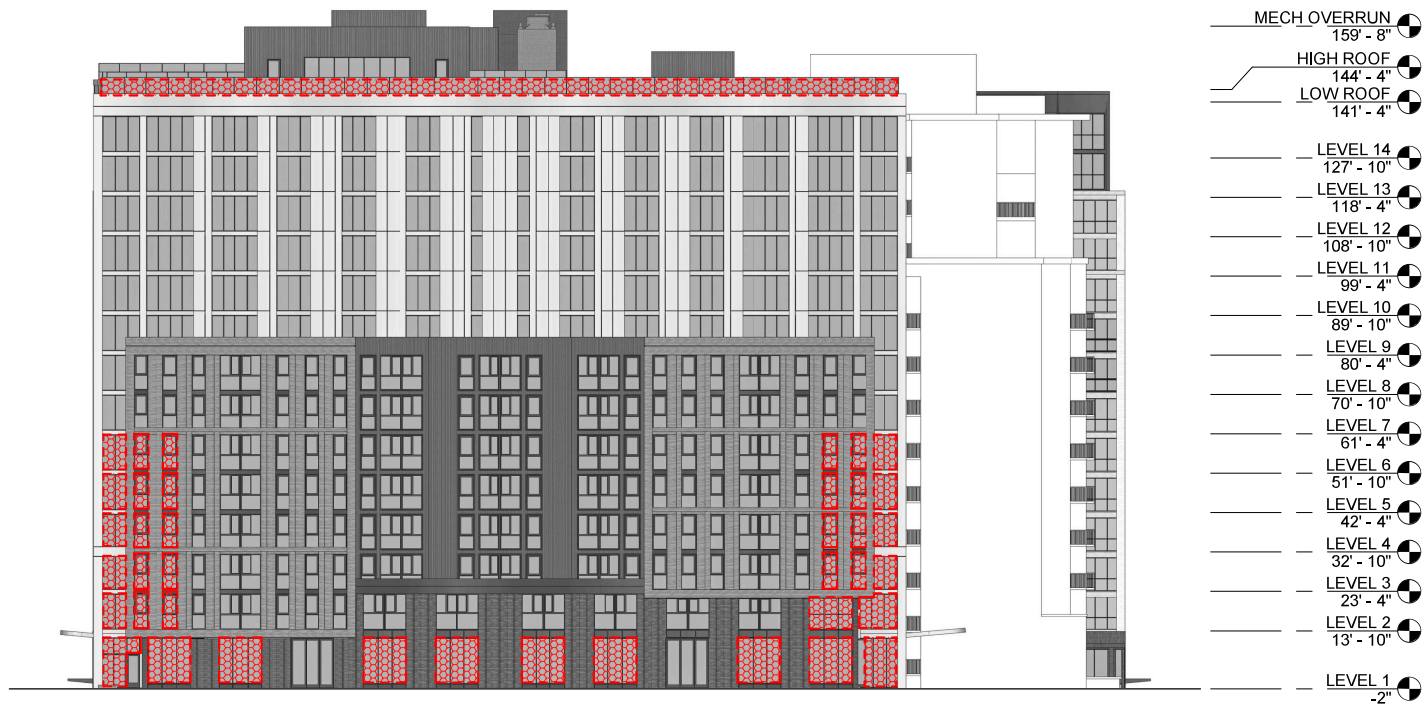 MECH OVERRUN
159' - 8"
HIGH ROOF
144' - 4"
LOW ROOF
141' - 4"
LEVEL 14
127' - 10"
LEVEL 13
118' - 4"
LEVEL 12
108' - 10"
LEVEL 11
99' - 4"
LEVEL 10
89' - 10"
LEVEL 9
80' - 4"
LEVEL 8
70' - 10"
LEVEL 7
61' - 4"
LEVEL 6
51' - 10"
LEVEL 5
42' - 4"
LEVEL 4
32' - 10"
LEVEL 3
23' - 4"
LEVEL 2
13' - 10"
LEVEL 1
-2"